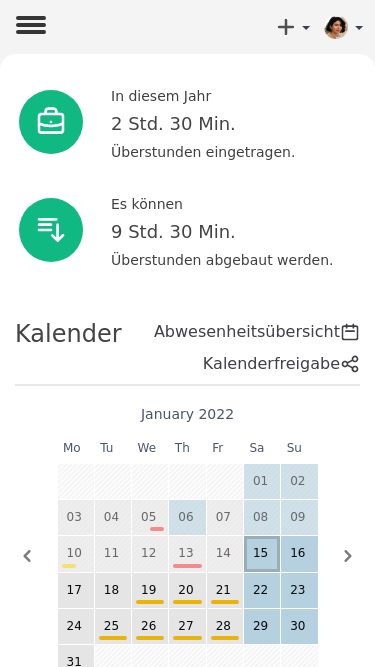 In diesem Jahr
2 Std. 30 Min.
Überstunden eingetragen.
Es können
9 Std. 30 Min.
Überstunden abgebaut werden.
Kalender
Abwesenheitsübersicht
Kalenderfreigabe
January 2022
Mo Tu We Th Fr Sa Su
01 02
03 04 05 06 07 08 09
10 11 12 13 14 15 16
17 18 19 20 21 22 23
24 25 26 27 28 29 30
31